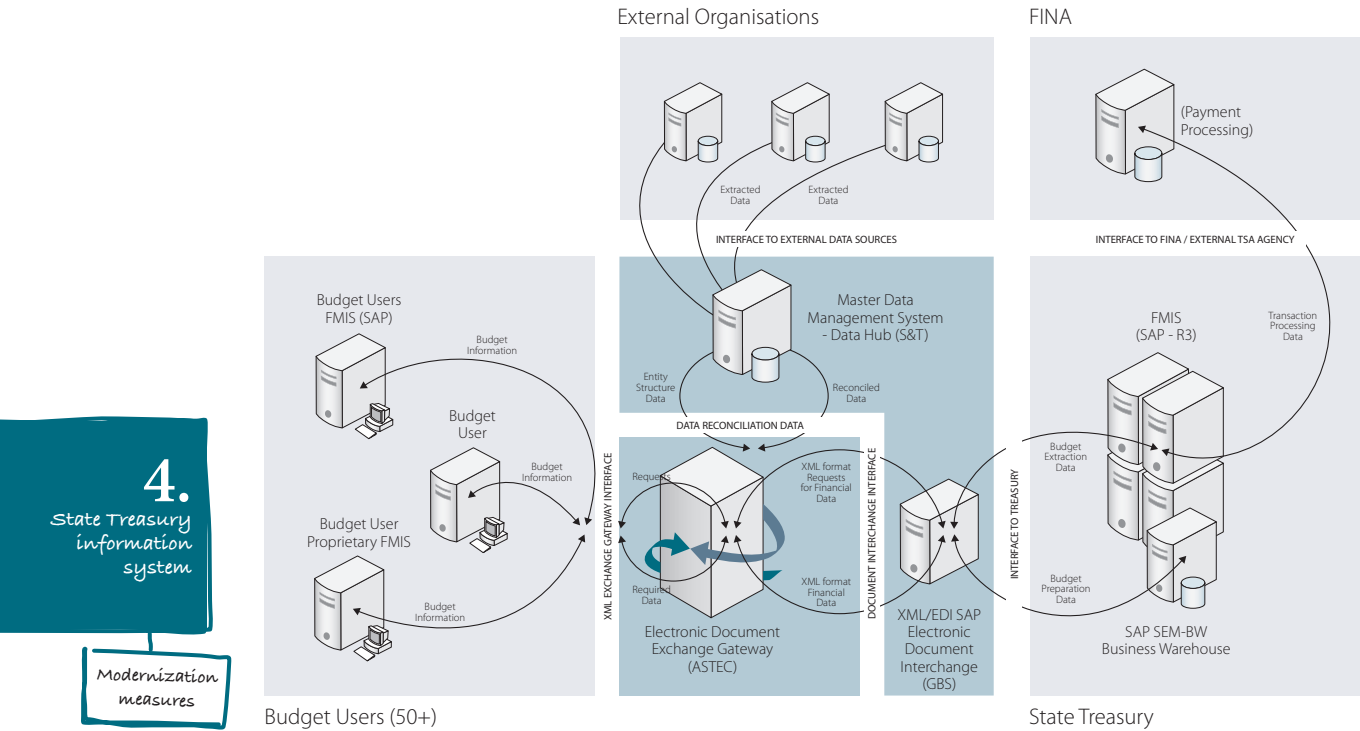 External Organisations
FINA
(Payment
Processing)
Extracted
Data
Extracted
Data
INTERFACE TO EXTERNAL DATA SOURCES
INTERFACE TO FINA / EXTERNAL TSA AGENCY
Budget Users
FMIS (SAP)
Budget
Information
Master Data
Management System
- Data Hub (S&T)
FMIS
(SAP - R3)
Transaction
Processing
Data
Entity
Structure
Data
Reconciled
Data
Budget
User
Budget
Information
DATA RECONCILIATION DATA
4.
State Treasury
information
system
Budget User
Proprietary FMIS
Budget
Information
XML EXCHANGE GATEWAY INTERFACE
Requests
Required
Data
XML format
Requests
for Financial
Data
XML format
Financial
Data
DOCUMENT INTERCHANGE INTERFACE
INTERFACE TO TREASURY
Budget
Extraction
Data
Budget
Preparation
Data
Electronic Document
Exchange Gateway
(ASTEC)
XML/EDI SAP
Electronic
Document
Interchange
(GBS)
SAP SEM-BW
Business Warehouse
Modernization
measures
Budget Users (50+)
State Treasury